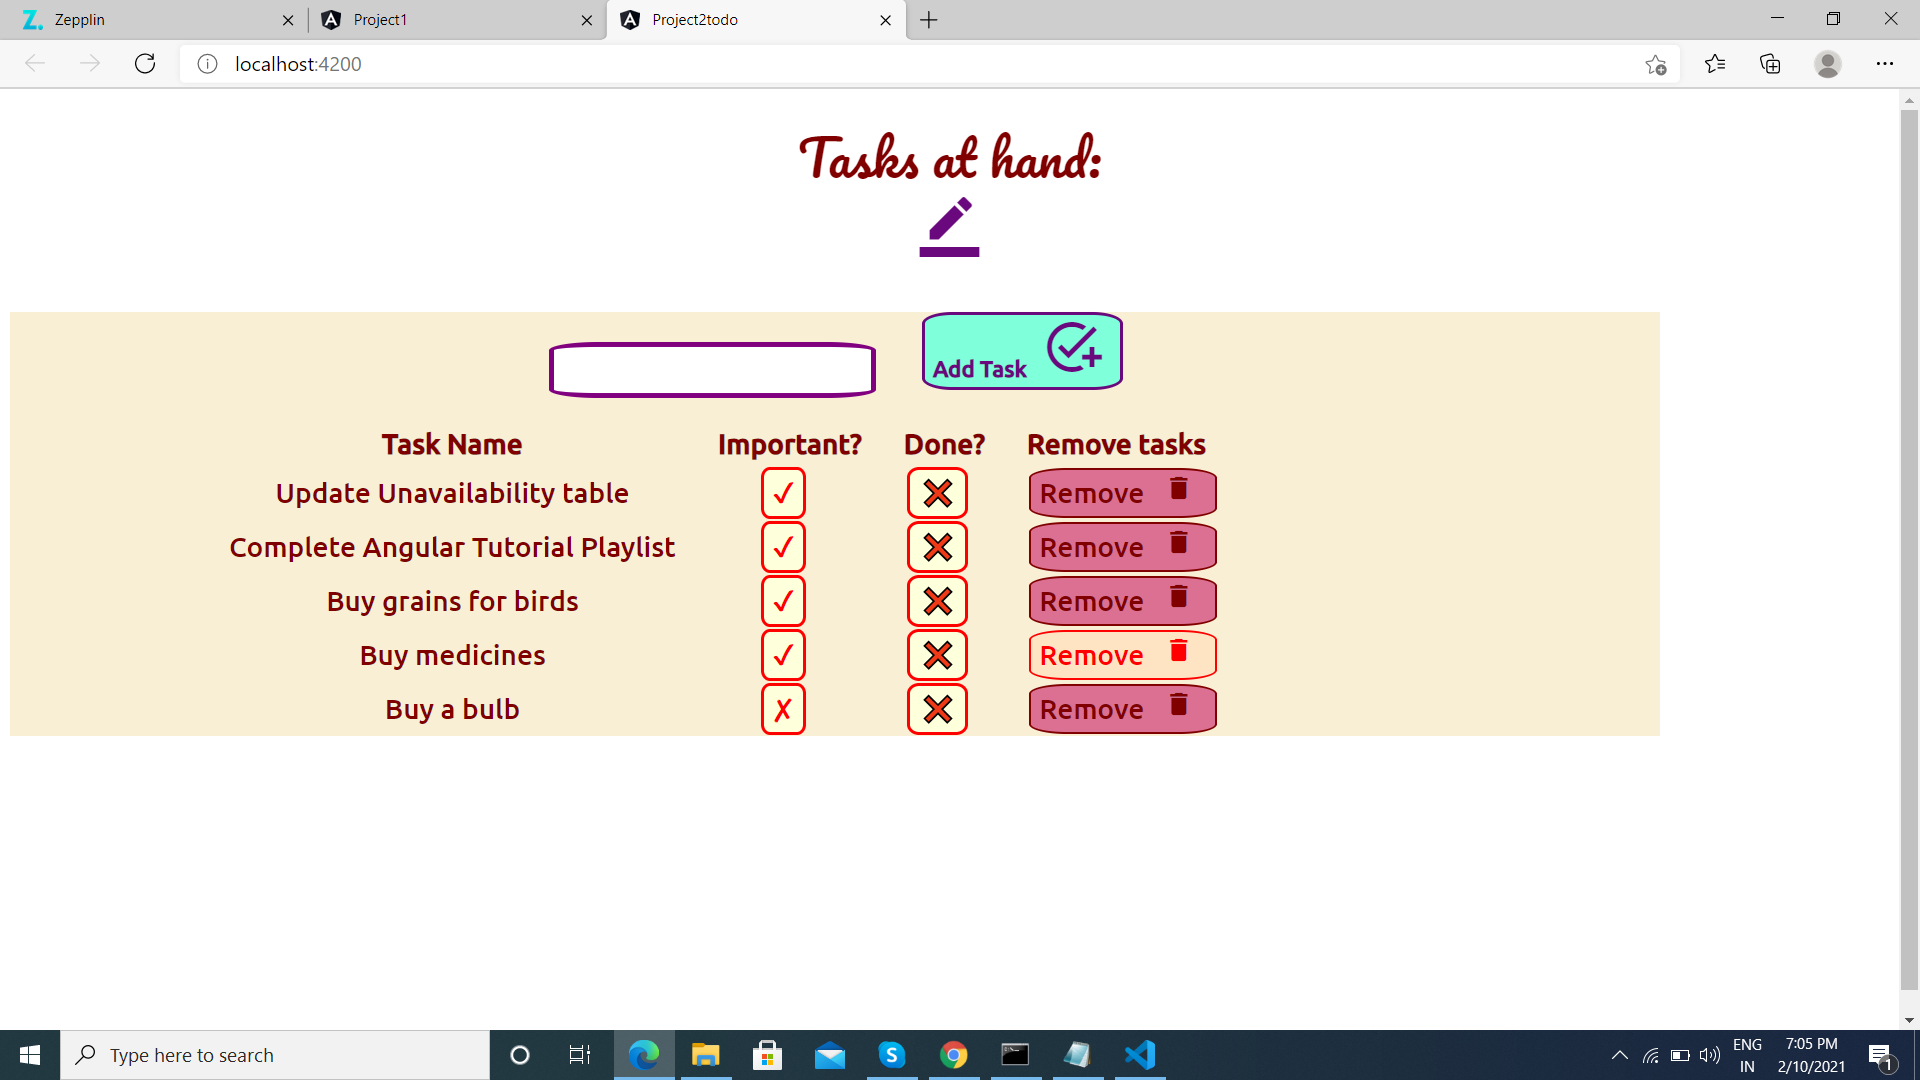 Zepplin
Project1
Project2todo
localhost:4200
Tasks at hand:
Add Task
Task Name Important? Done? Remove tasks
Update Unavailability table ✓ ✖ Remove
Complete Angular Tutorial Playlist ✓ ✖ Remove
Buy grains for birds ✓ ✖ Remove
Buy medicines ✓ ✖ Remove
Buy a bulb ✗ ✖ Remove
Type here to search
ENG
IN
7:05 PM
2/10/2021
1